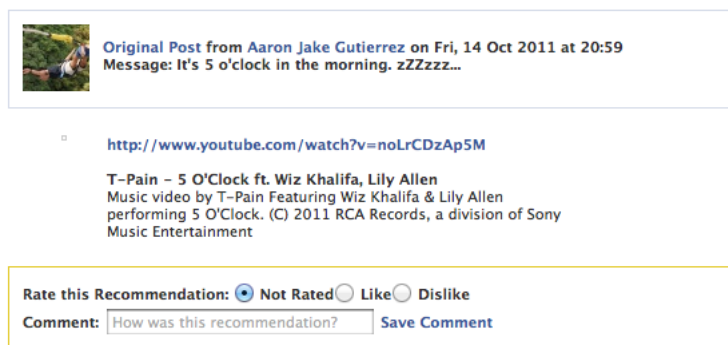 Original Post from Aaron Jake Gutierrez on Fri, 14 Oct 2011 at 20:59
Message: It's 5 o'clock in the morning. zZZzzz...
http://www.youtube.com/watch?v=noLrCDzAp5M
T-Pain - 5 O'Clock ft. Wiz Khalifa, Lily Allen
Music video by T-Pain Featuring Wiz Khalifa & Lily Allen
performing 5 O'Clock. (C) 2011 RCA Records, a division of Sony
Music Entertainment
Rate this Recommendation: Not Rated Like Dislike
Comment: How was this recommendation? Save Comment